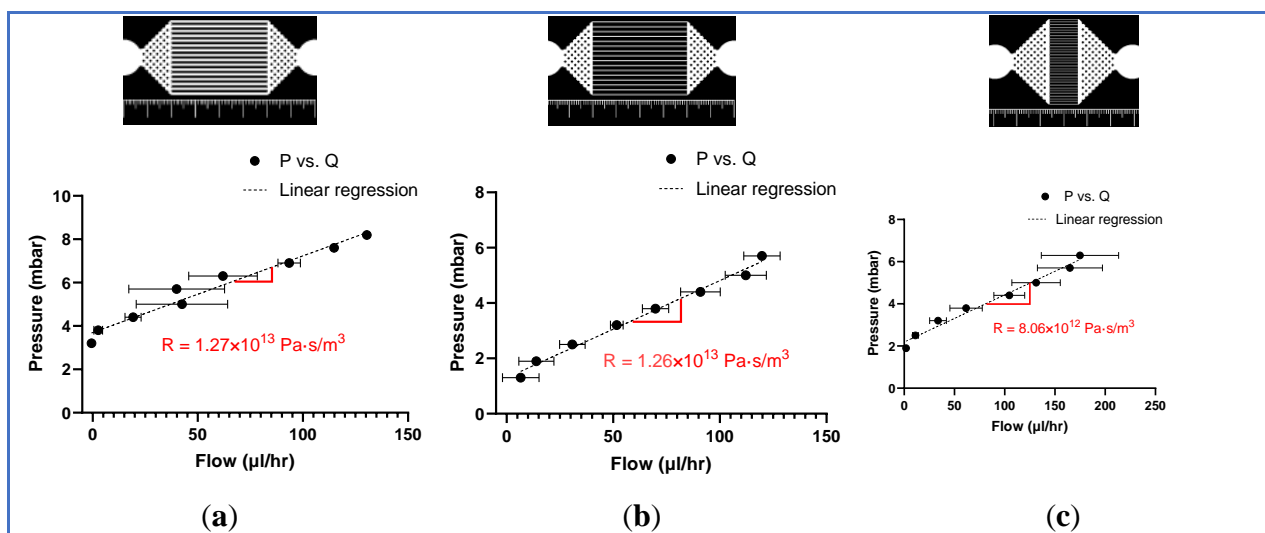 P vs. Q
Linear regression
10
8
6
4
2
0
0
50
100
150
Pressure (mbar)
Flow (µl/hr)
R = 1.27×10¹³ Pa·s/m³
(a)
P vs. Q
Linear regression
8
6
4
2
0
0
50
100
150
Pressure (mbar)
Flow (µl/hr)
R = 1.26×10¹³ Pa·s/m³
(b)
P vs. Q
Linear regression
8
6
4
2
0
0
50
100
150
200
250
Pressure (mbar)
Flow (µl/hr)
R = 8.06×10¹² Pa·s/m³
(c)